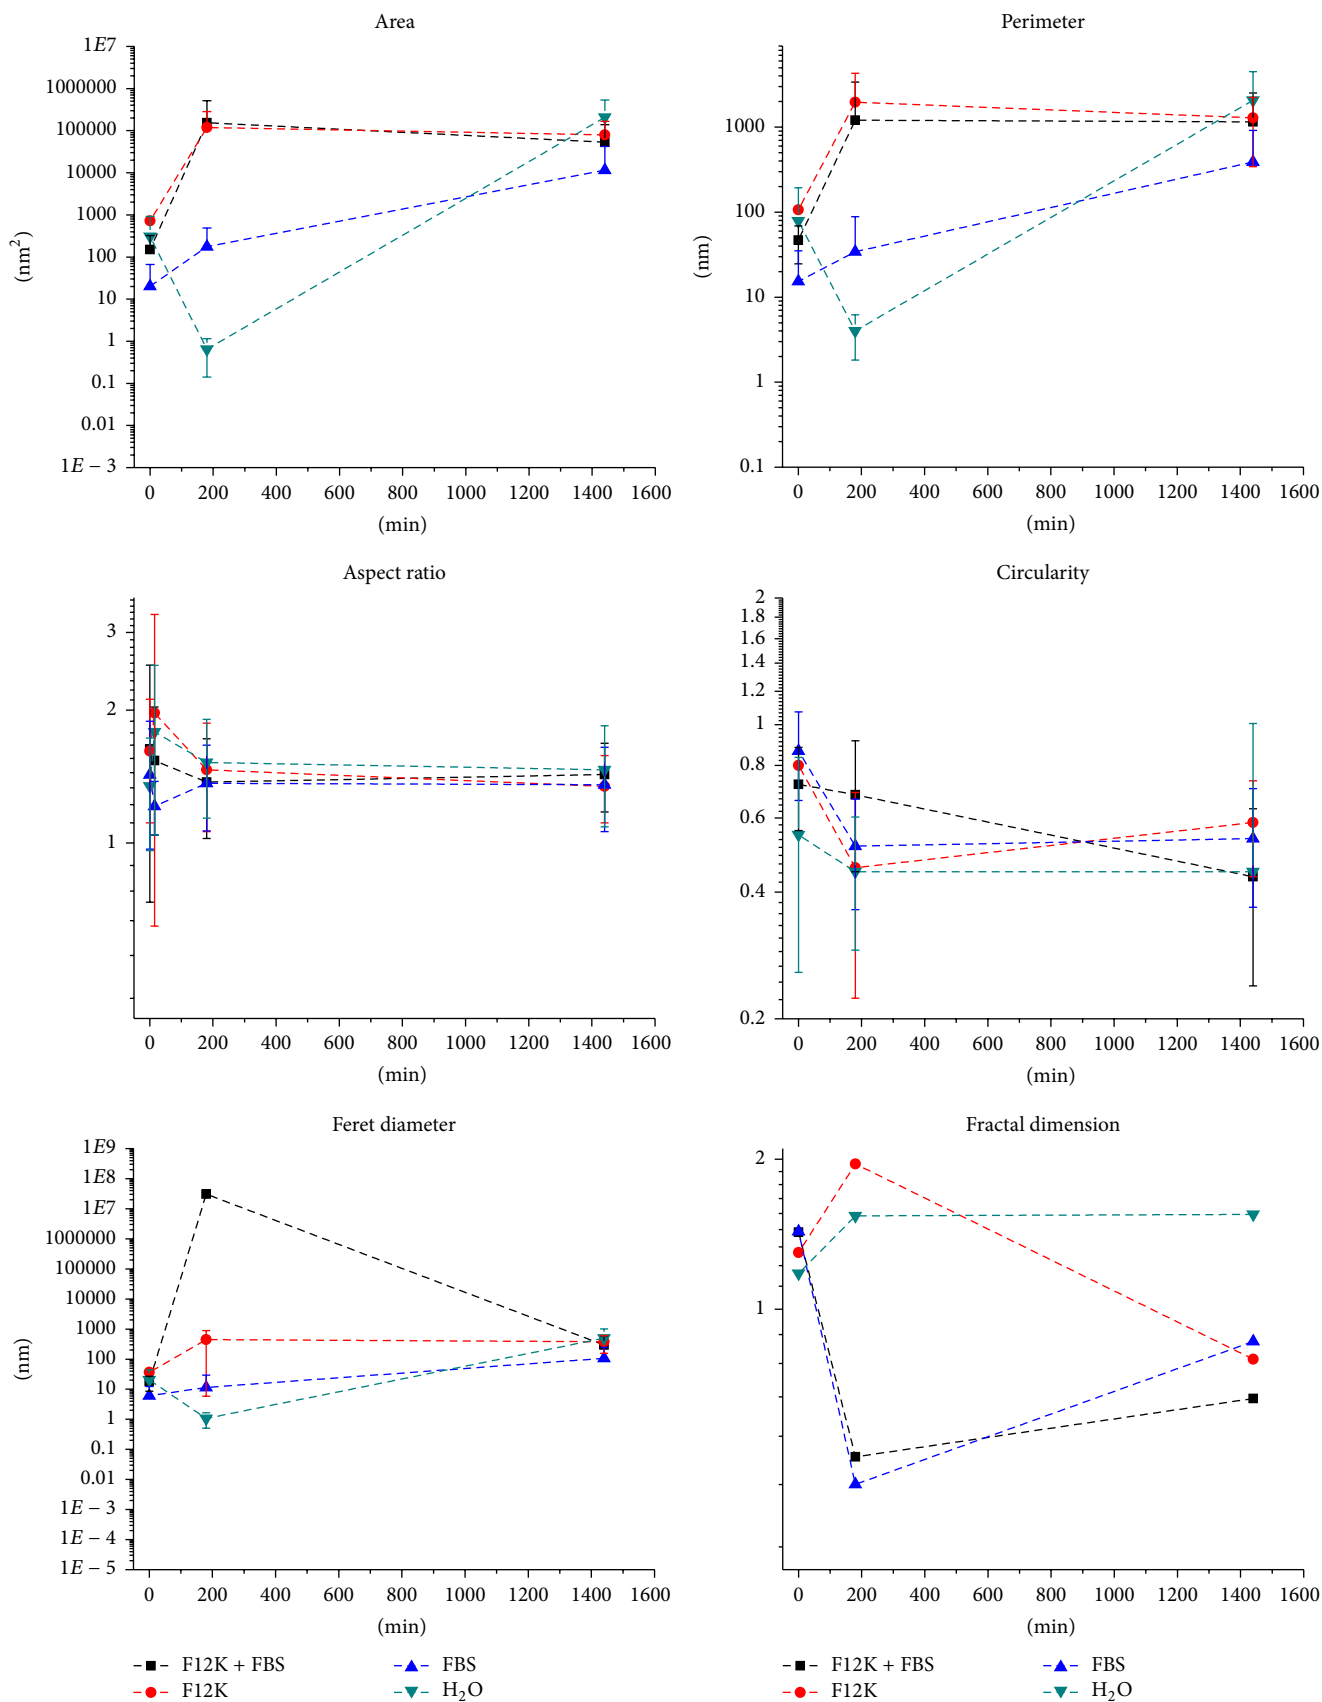 Area
1E7
1000000
100000
10000
1000
100
10
1
0.1
0.01
1E − 3
(nm²)
0 200 400 600 800 1000 1200 1400 1600
(min)
Perimeter
1000
100
10
1
0.1
(nm)
0 200 400 600 800 1000 1200 1400 1600
(min)
Aspect ratio
3
2
1
0 200 400 600 800 1000 1200 1400 1600
(min)
Circularity
2
1.8
1.6
1.4
1.2
1
0.8
0.6
0.4
0.2
0 200 400 600 800 1000 1200 1400 1600
(min)
Feret diameter
1E9
1E8
1E7
1000000
100000
10000
1000
100
10
1
0.1
0.01
1E − 3
1E − 4
1E − 5
(nm)
0 200 400 600 800 1000 1200 1400 1600
(min)
F12K + FBS
F12K
FBS
H₂O
Fractal dimension
2
1
0 200 400 600 800 1000 1200 1400 1600
(min)
F12K + FBS
F12K
FBS
H₂O